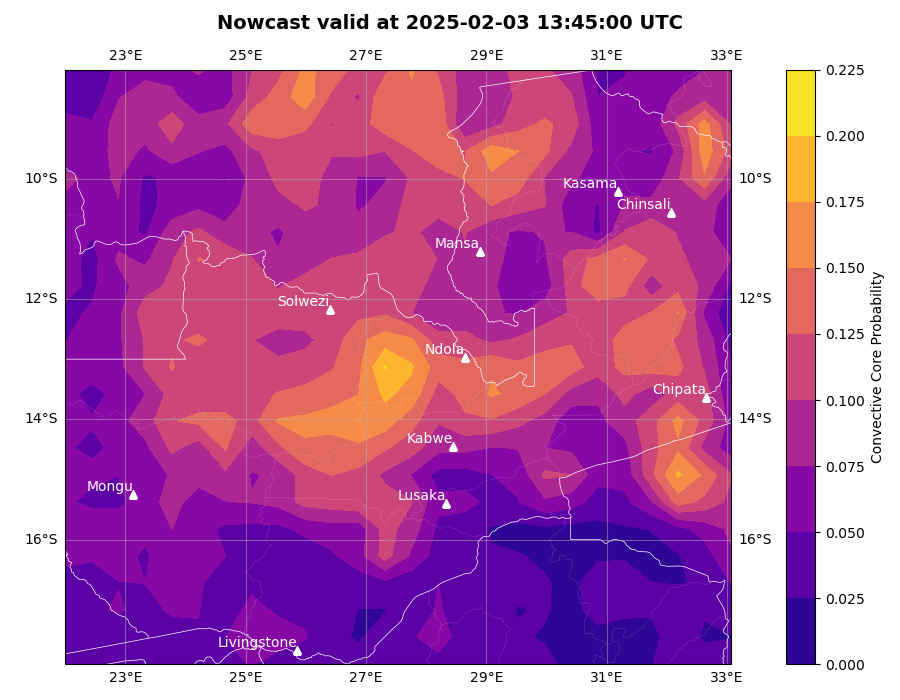 Nowcast valid at 2025-02-03 13:45:00 UTC
23°E 25°E 27°E 29°E 31°E 33°E
0.225
0.200
0.175
10°S Kasama 10°S
Chinsali
Mansa
0.150
12°S Solwezi 12°S
0.125
Ndola
0.100
Chipata
14°S 14°S
Kabwe
0.075
Mongu
Lusaka
0.050
16°S 16°S
0.025
Livingstone
0.000
23°E 25°E 27°E 29°E 31°E 33°E
Convective Core Probability